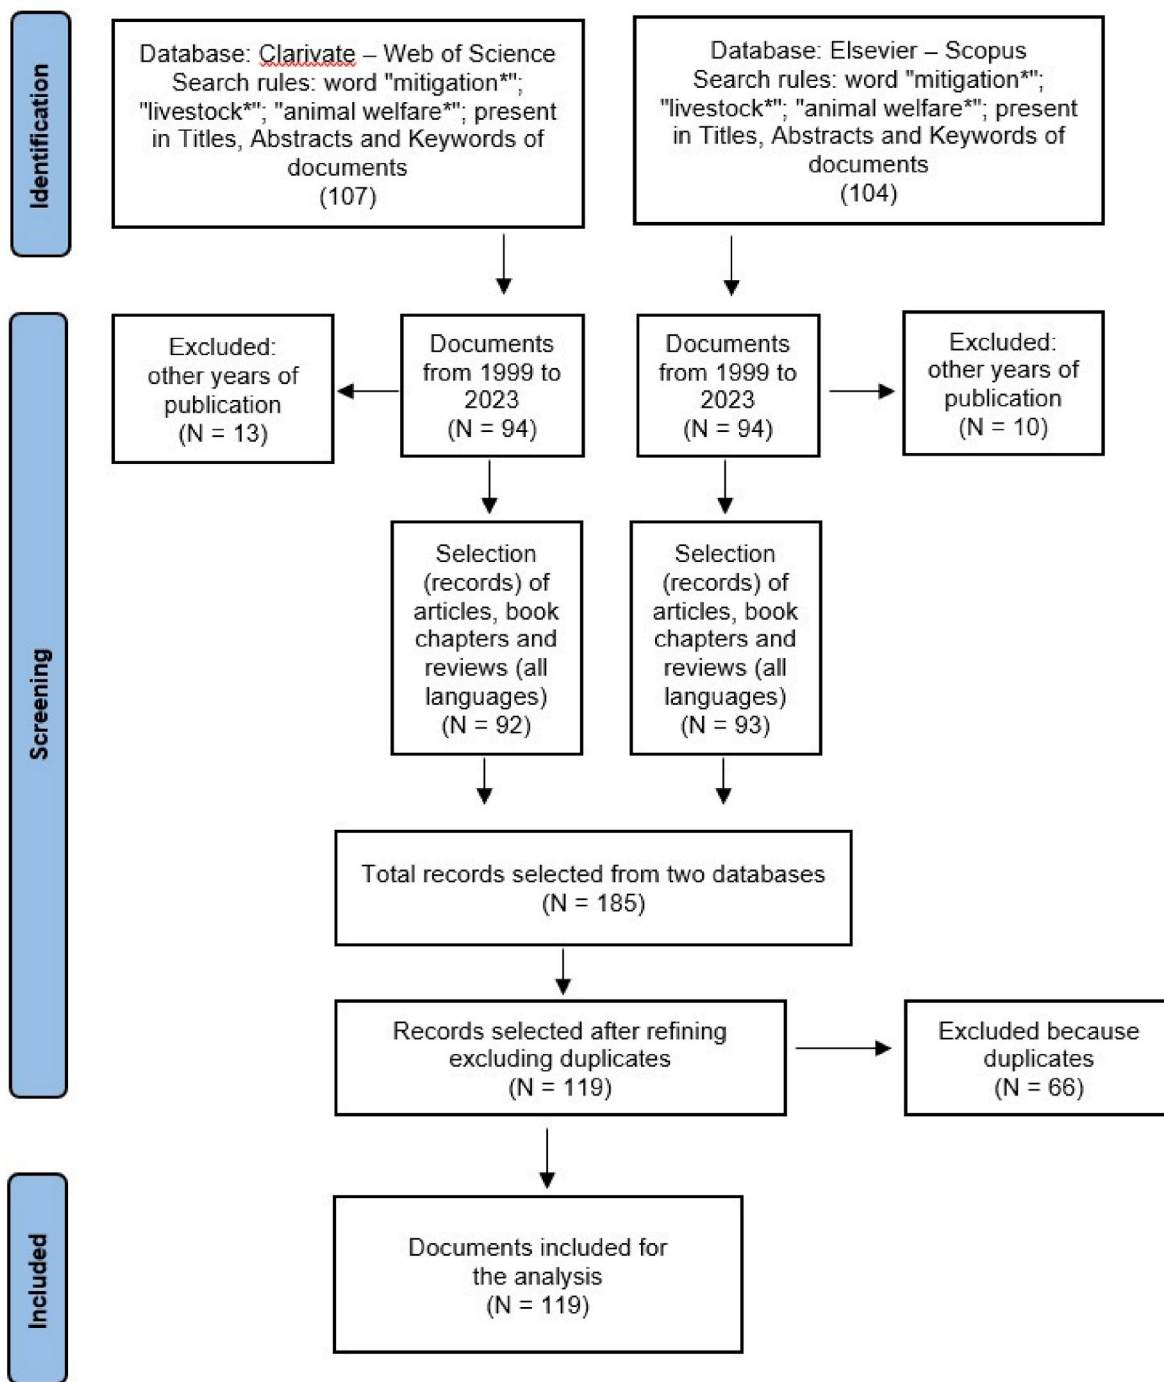 Identification
Database: Clarivate – Web of Science
Search rules: word "mitigation*";
"livestock*"; "animal welfare*"; present
in Titles, Abstracts and Keywords of
documents
(107)
Database: Elsevier – Scopus
Search rules: word "mitigation*";
"livestock*"; "animal welfare*"; present
in Titles, Abstracts and Keywords of
documents
(104)
Screening
Excluded:
other years of
publication
(N = 13)
Documents
from 1999 to
2023
(N = 94)
Documents
from 1999 to
2023
(N = 94)
Excluded:
other years of
publication
(N = 10)
Selection
(records) of
articles, book
chapters and
reviews (all
languages)
(N = 92)
Selection
(records) of
articles, book
chapters and
reviews (all
languages)
(N = 93)
Total records selected from two databases
(N = 185)
Records selected after refining
excluding duplicates
(N = 119)
Excluded because
duplicates
(N = 66)
Included
Documents included for
the analysis
(N = 119)